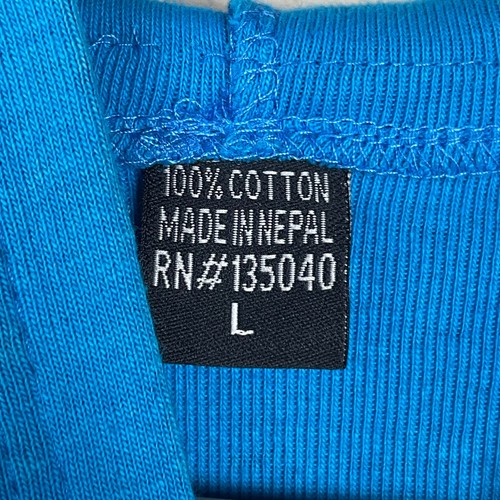 100% COTTON
MADE IN NEPAL
RN# 135040
L